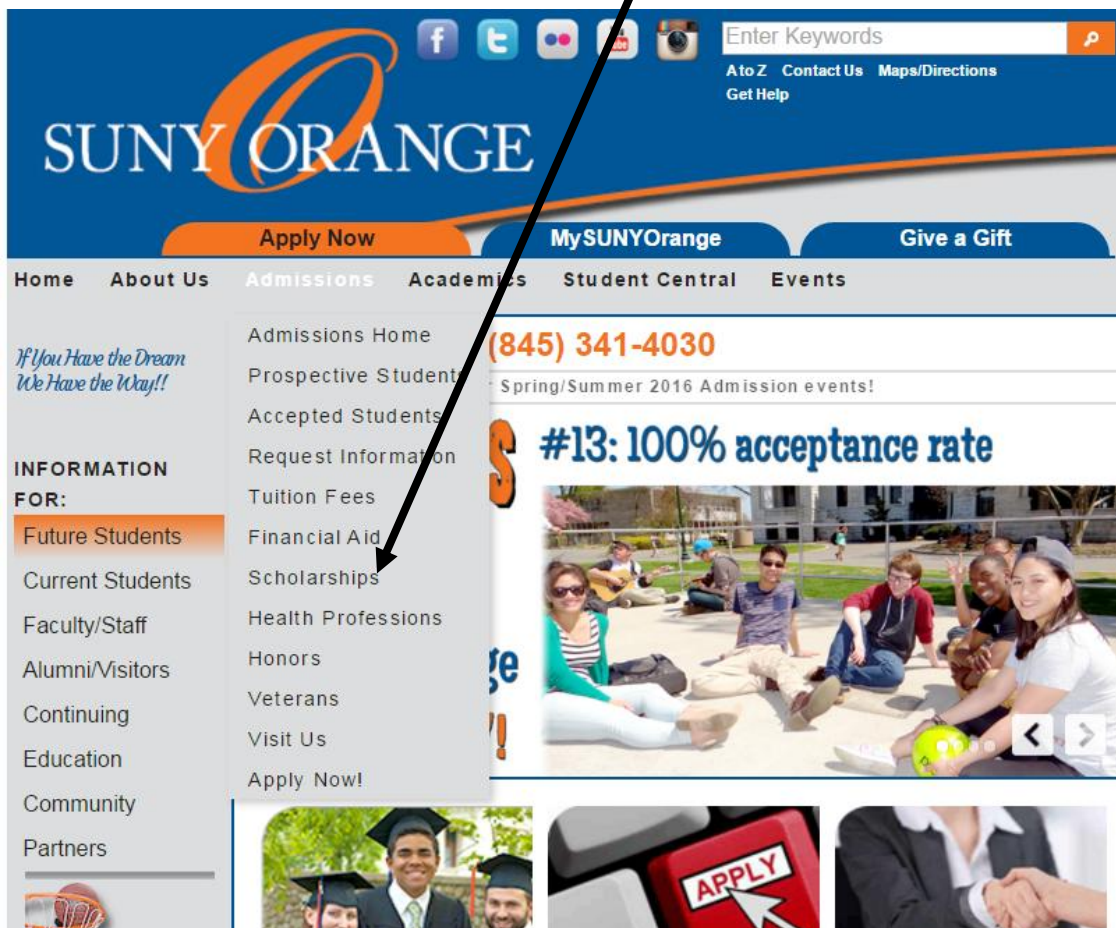 f
Enter Keywords
A to Z Contact Us Maps/Directions
Get Help
SUNY ORANGE
Apply Now MySUNYOrange Give a Gift
Home About Us Admissions Academics Student Central Events
If You Have the Dream
We Have the Way!!
INFORMATION
FOR:
Future Students
Current Students
Faculty/Staff
Alumni/Visitors
Continuing
Education
Community
Partners
Admissions Home
Prospective Students
Accepted Students
Request Information
Tuition Fees
Financial Aid
Scholarships
Health Professions
Honors
Veterans
Visit Us
Apply Now!
(845) 341-4030
Spring/Summer 2016 Admission events!
#13: 100% acceptance rate
APPLY